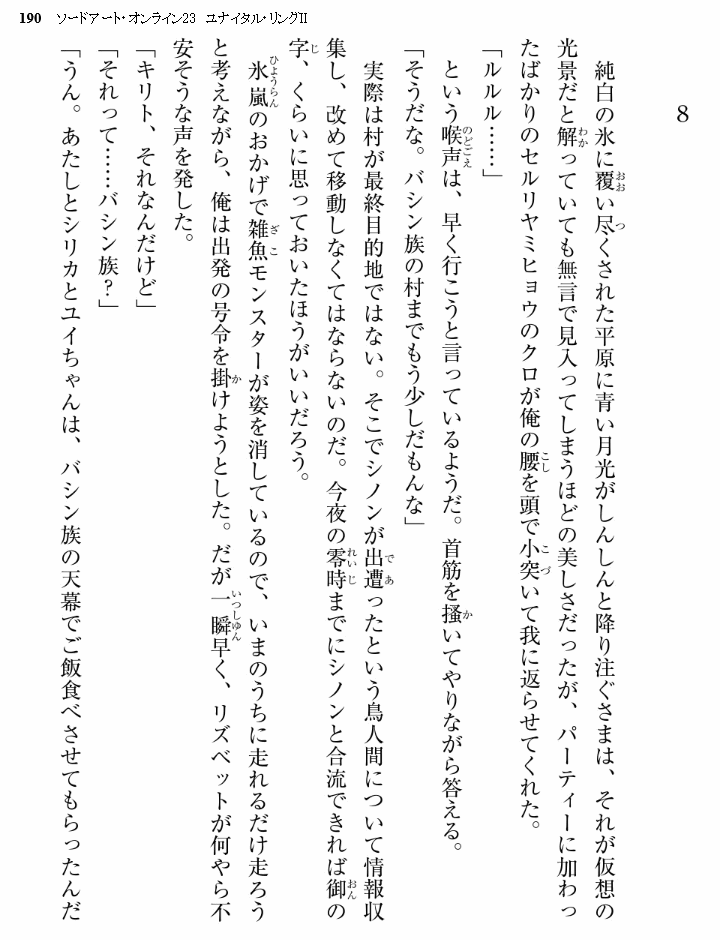 190 ソードアート・オンライン23 ユナイタル・リングII
8
純白の氷に覆い尽くされた平原に青い月光がしんしんと降り注ぐさまは、それが仮想の
光景だと解っていても無言で見入ってしまうほどの美しさだったが、パーティーに加わっ
たばかりのセルリヤミヒョウのクロが俺の腰を頭で小突いて我に返らせてくれた。
「ルルル……」
という喉声は、早く行こうと言っているようだ。首筋を掻いてやりながら答える。
「そうだな。バシン族の村までもう少しだもんな」
実際は村が最終目的地ではない。そこでシノンが出遭ったという鳥人間について情報収
集し、改めて移動しなくてはならないのだ。今夜の零時までにシノンと合流できれば御の
字、くらいに思っておいたほうがいいだろう。
氷嵐のおかげで雑魚モンスターが姿を消しているので、いまのうちに走れるだけ走ろう
と考えながら、俺は出発の号令を掛けようとした。だが一瞬早く、リズベットが何やら不
安そうな声を発した。
「キリト、それなんだけど」
「それって……バシン族？」
「うん。あたしとシリカとユイちゃんは、バシン族の天幕でご飯食べさせてもらったんだ